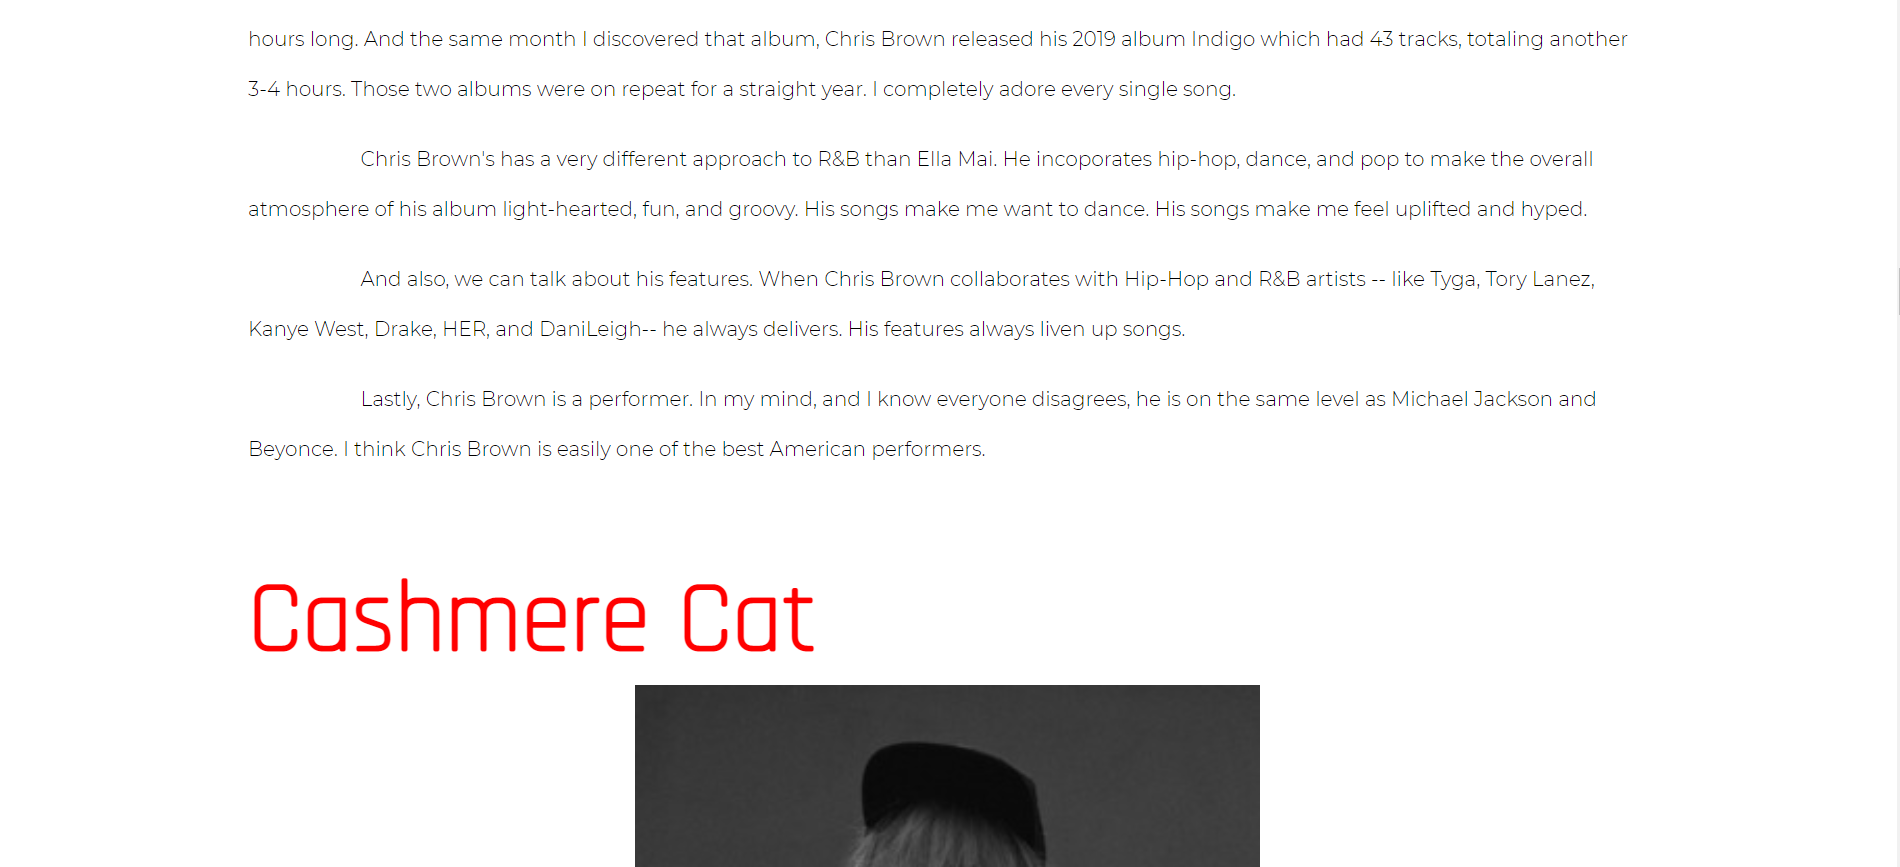 hours long. And the same month I discovered that album, Chris Brown released his 2019 album Indigo which had 43 tracks, totaling another
3-4 hours. Those two albums were on repeat for a straight year. I completely adore every single song.
Chris Brown's has a very different approach to R&B than Ella Mai. He incoporates hip-hop, dance, and pop to make the overall
atmosphere of his album light-hearted, fun, and groovy. His songs make me want to dance. His songs make me feel uplifted and hyped.
And also, we can talk about his features. When Chris Brown collaborates with Hip-Hop and R&B artists -- like Tyga, Tory Lanez,
Kanye West, Drake, HER, and DaniLeigh-- he always delivers. His features always liven up songs.
Lastly, Chris Brown is a performer. In my mind, and I know everyone disagrees, he is on the same level as Michael Jackson and
Beyonce. I think Chris Brown is easily one of the best American performers.
Cashmere Cat